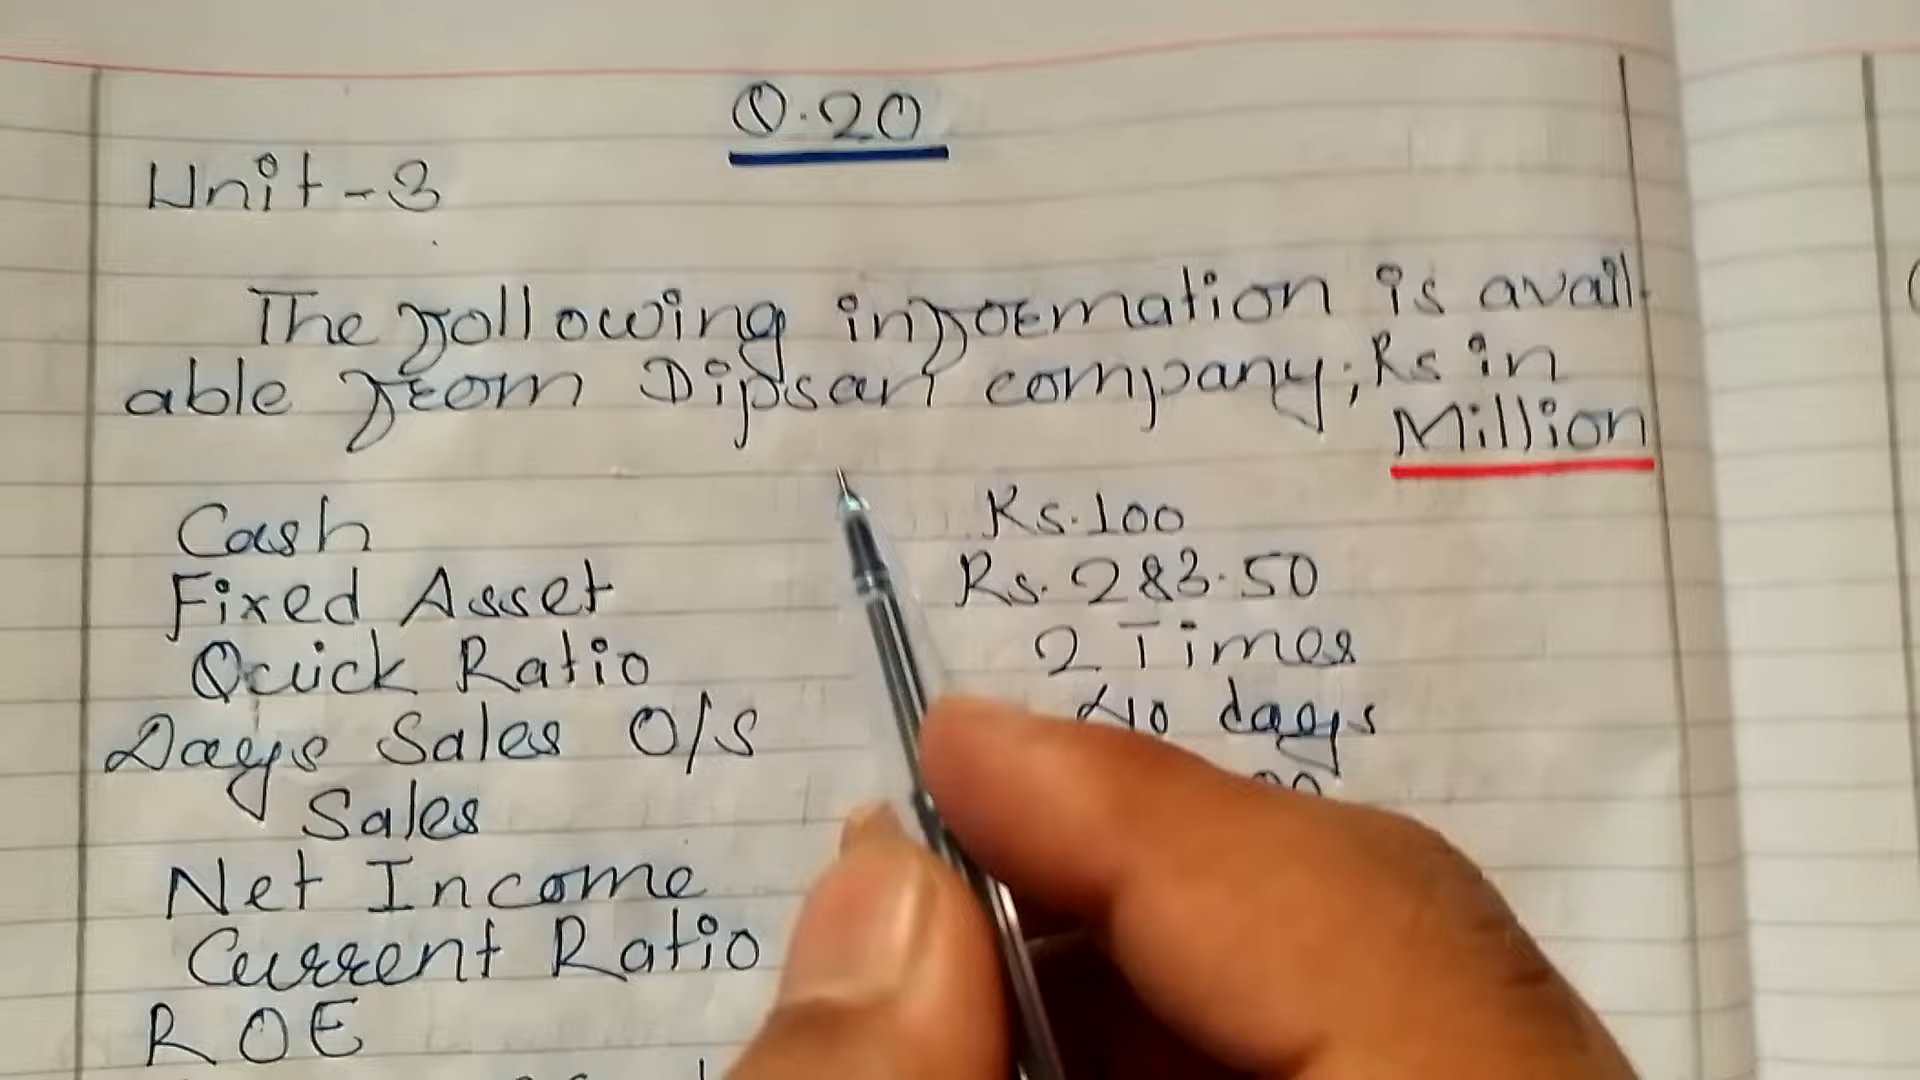 Q.20
Unit-3
The following information is avail
able from Dipsan company; Rs in
Million
Cash Rs.100
Fixed Asset Rs.283.50
Quick Ratio 2 Times
Days Sales O/S 40 days
Sales
Net Income
Current Ratio
ROE